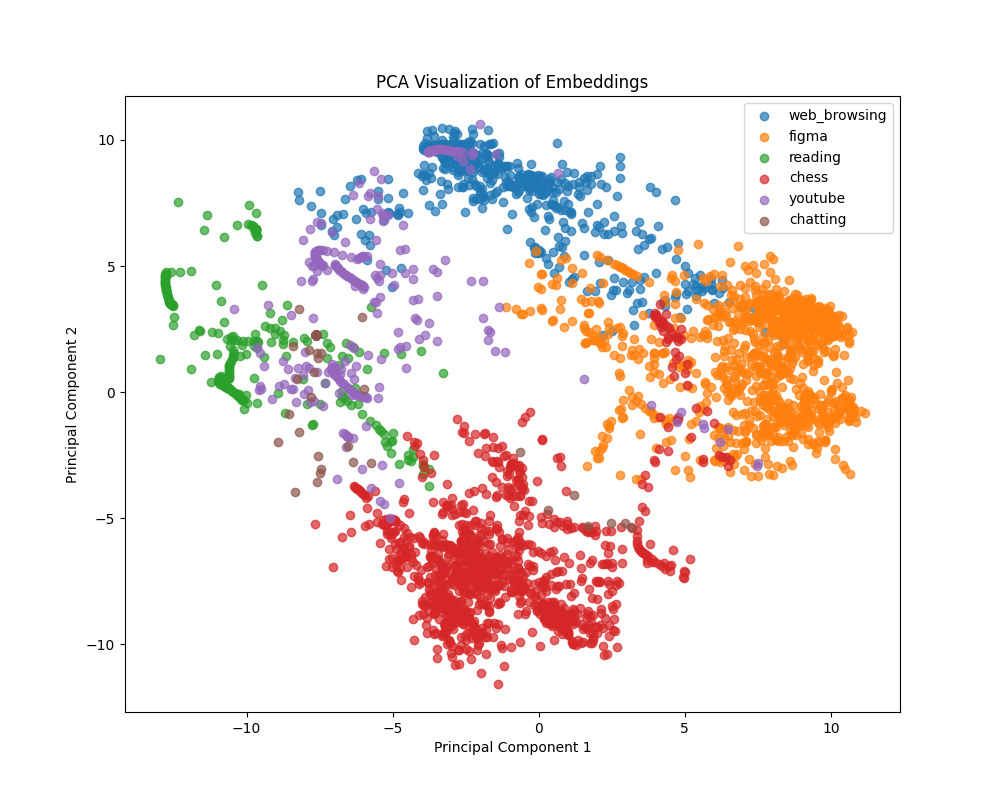 PCA Visualization of Embeddings
web_browsing
figma
reading
chess
youtube
chatting
10
5
0
−5
−10
Principal Component 2
−10
−5
0
5
10
Principal Component 1